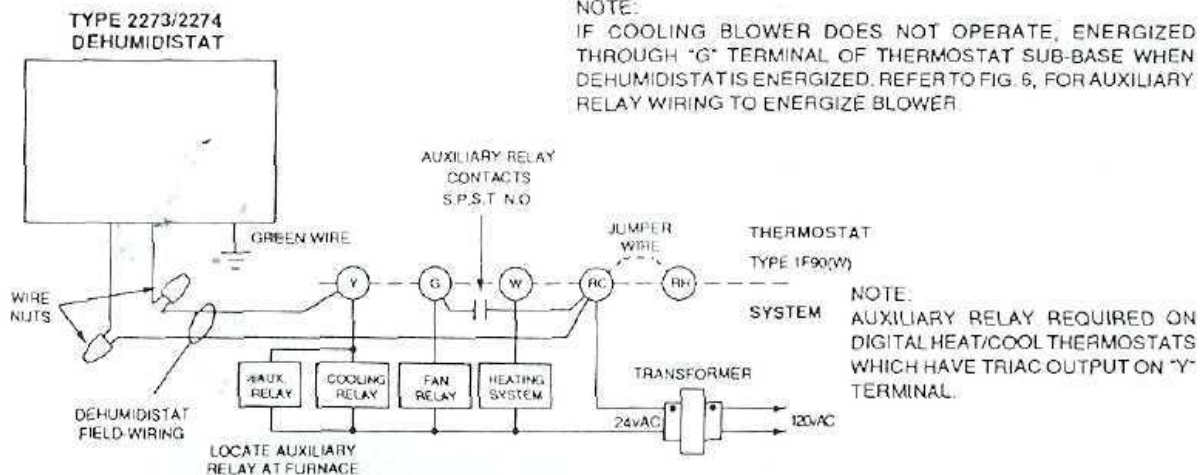 TYPE 2273/2274
DEHUMIDISTAT
NOTE:
IF COOLING BLOWER DOES NOT OPERATE, ENERGIZED
THROUGH "G" TERMINAL OF THERMOSTAT SUB-BASE WHEN
DEHUMIDISTAT IS ENERGIZED. REFER TO FIG. 6, FOR AUXILIARY
RELAY WIRING TO ENERGIZE BLOWER.
AUXILIARY RELAY
CONTACTS
S.P.S.T N.O.
GREEN WIRE
JUMPER
WIRE
THERMOSTAT
TYPE 1F90(W)
Y
G
W
RC
RH
WIRE
NUTS
SYSTEM
NOTE:
AUXILIARY RELAY REQUIRED ON
DIGITAL HEAT/COOL THERMOSTATS
WHICH HAVE TRIAC OUTPUT ON "Y"
TERMINAL.
AUX.
RELAY
COOLING
RELAY
FAN
RELAY
HEATING
SYSTEM
TRANSFORMER
24vAC
120vAC
DEHUMIDISTAT
FIELD-WIRING
LOCATE AUXILIARY
RELAY AT FURNACE